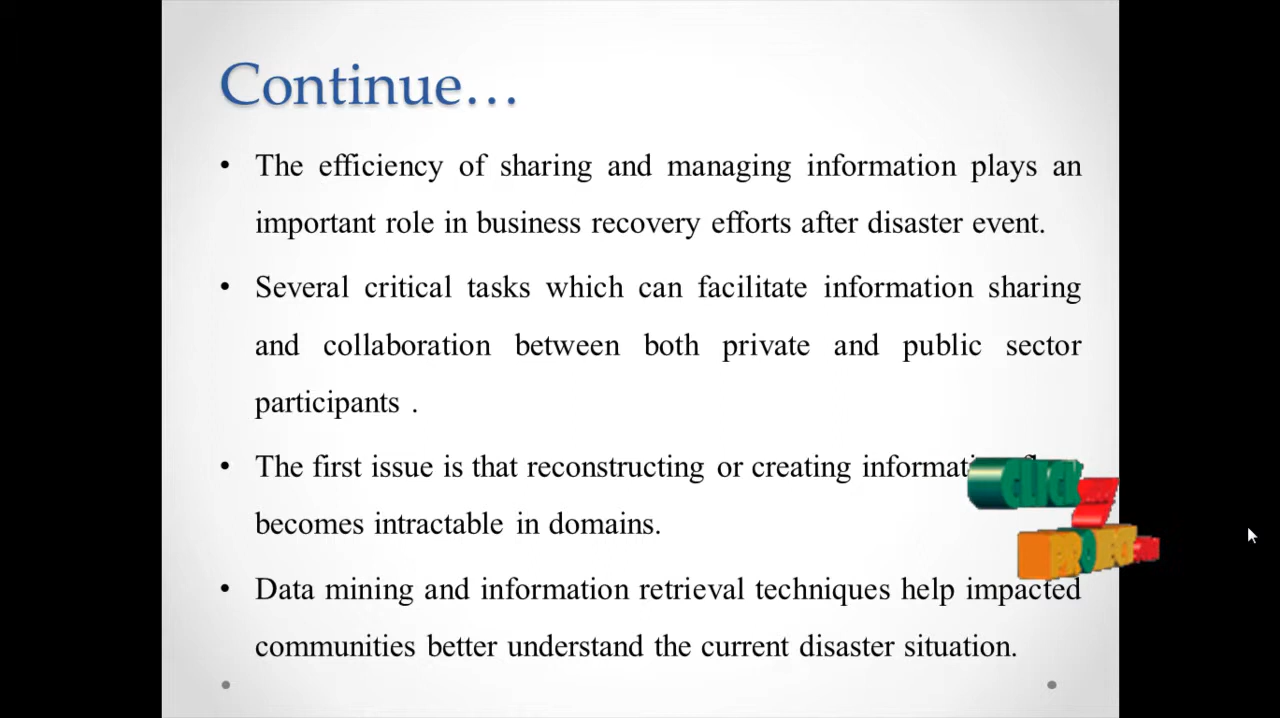 Continue…
• The efficiency of sharing and managing information plays an
important role in business recovery efforts after disaster event.
• Several critical tasks which can facilitate information sharing
and collaboration between both private and public sector
participants .
• The first issue is that reconstructing or creating
becomes intractable in domains.
• Data mining and information retrieval techniques help impacted
communities better understand the current disaster situation.
CLICK